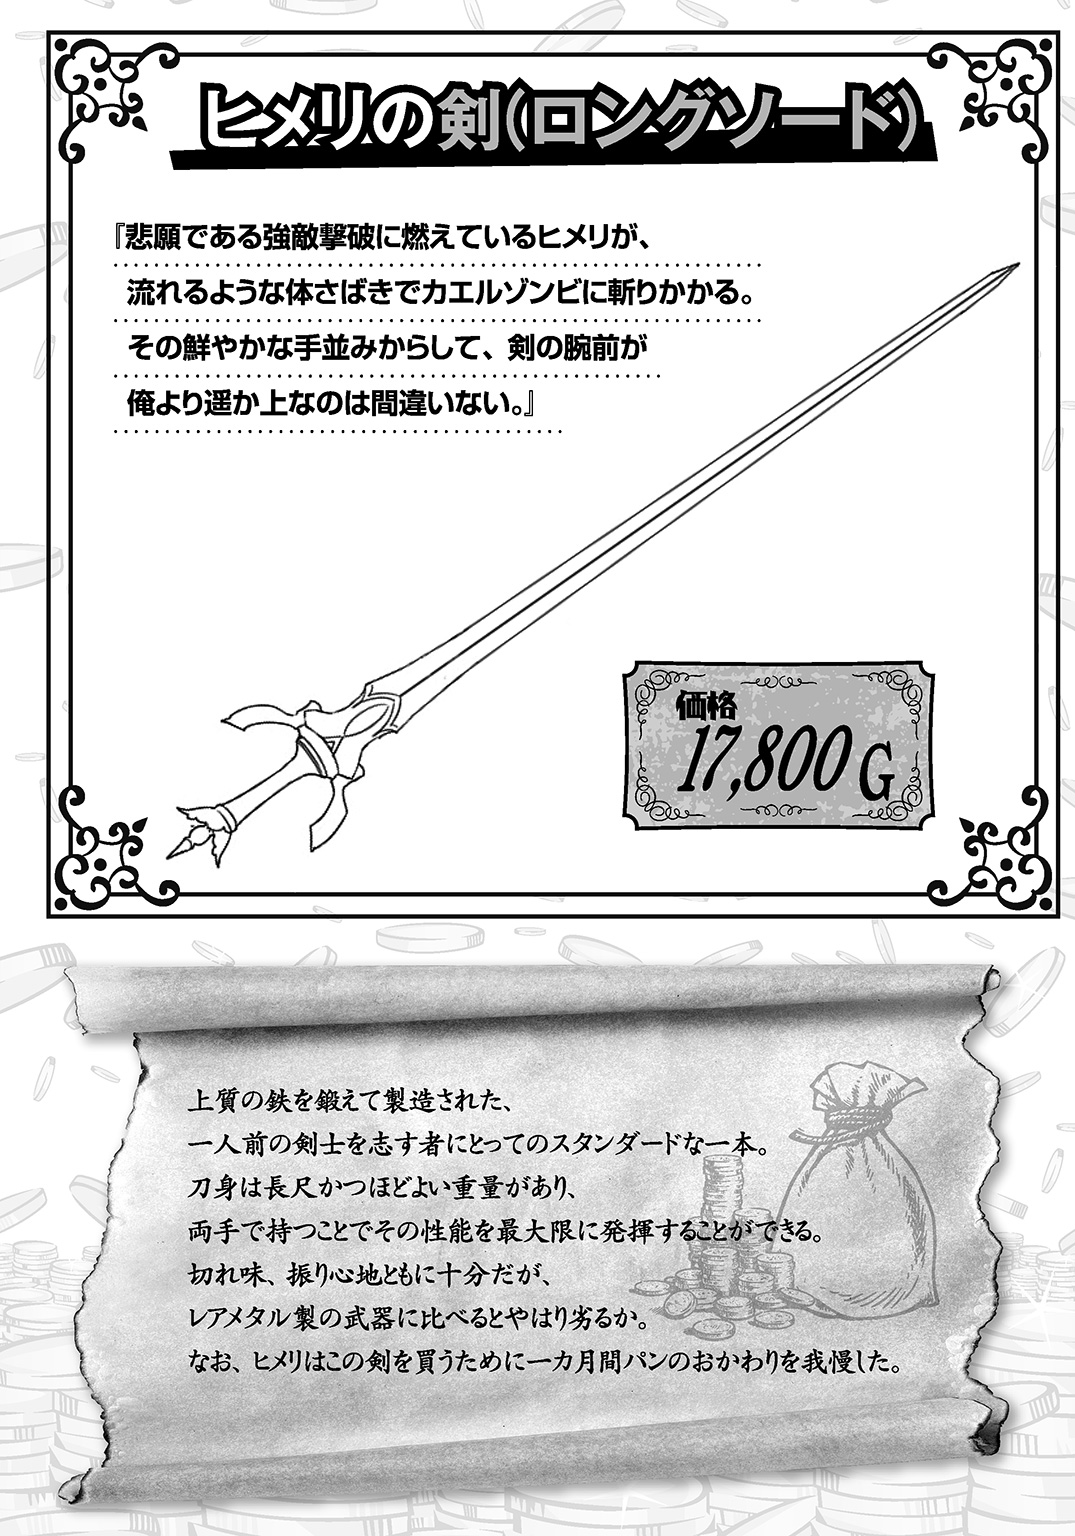 ヒメリの剣(ロングソード)
『悲願である強敵撃破に燃えているヒメリが、
流れるような体さばきでカエルゾンビに斬りかかる。
その鮮やかな手並みからして、剣の腕前が
俺より遥か上なのは間違いない。』
価格
17,800G
上質の鉄を鍛えて製造された、
一人前の剣士を志す者にとってのスタンダードな一本。
刀身は長尺かつほどよい重量があり、
両手で持つことでその性能を最大限に発揮することができる。
切れ味、振り心地ともに十分だが、
レアメタル製の武器に比べるとやはり劣るか。
なお、ヒメリはこの剣を買うために一カ月間パンのおかわりを我慢した。